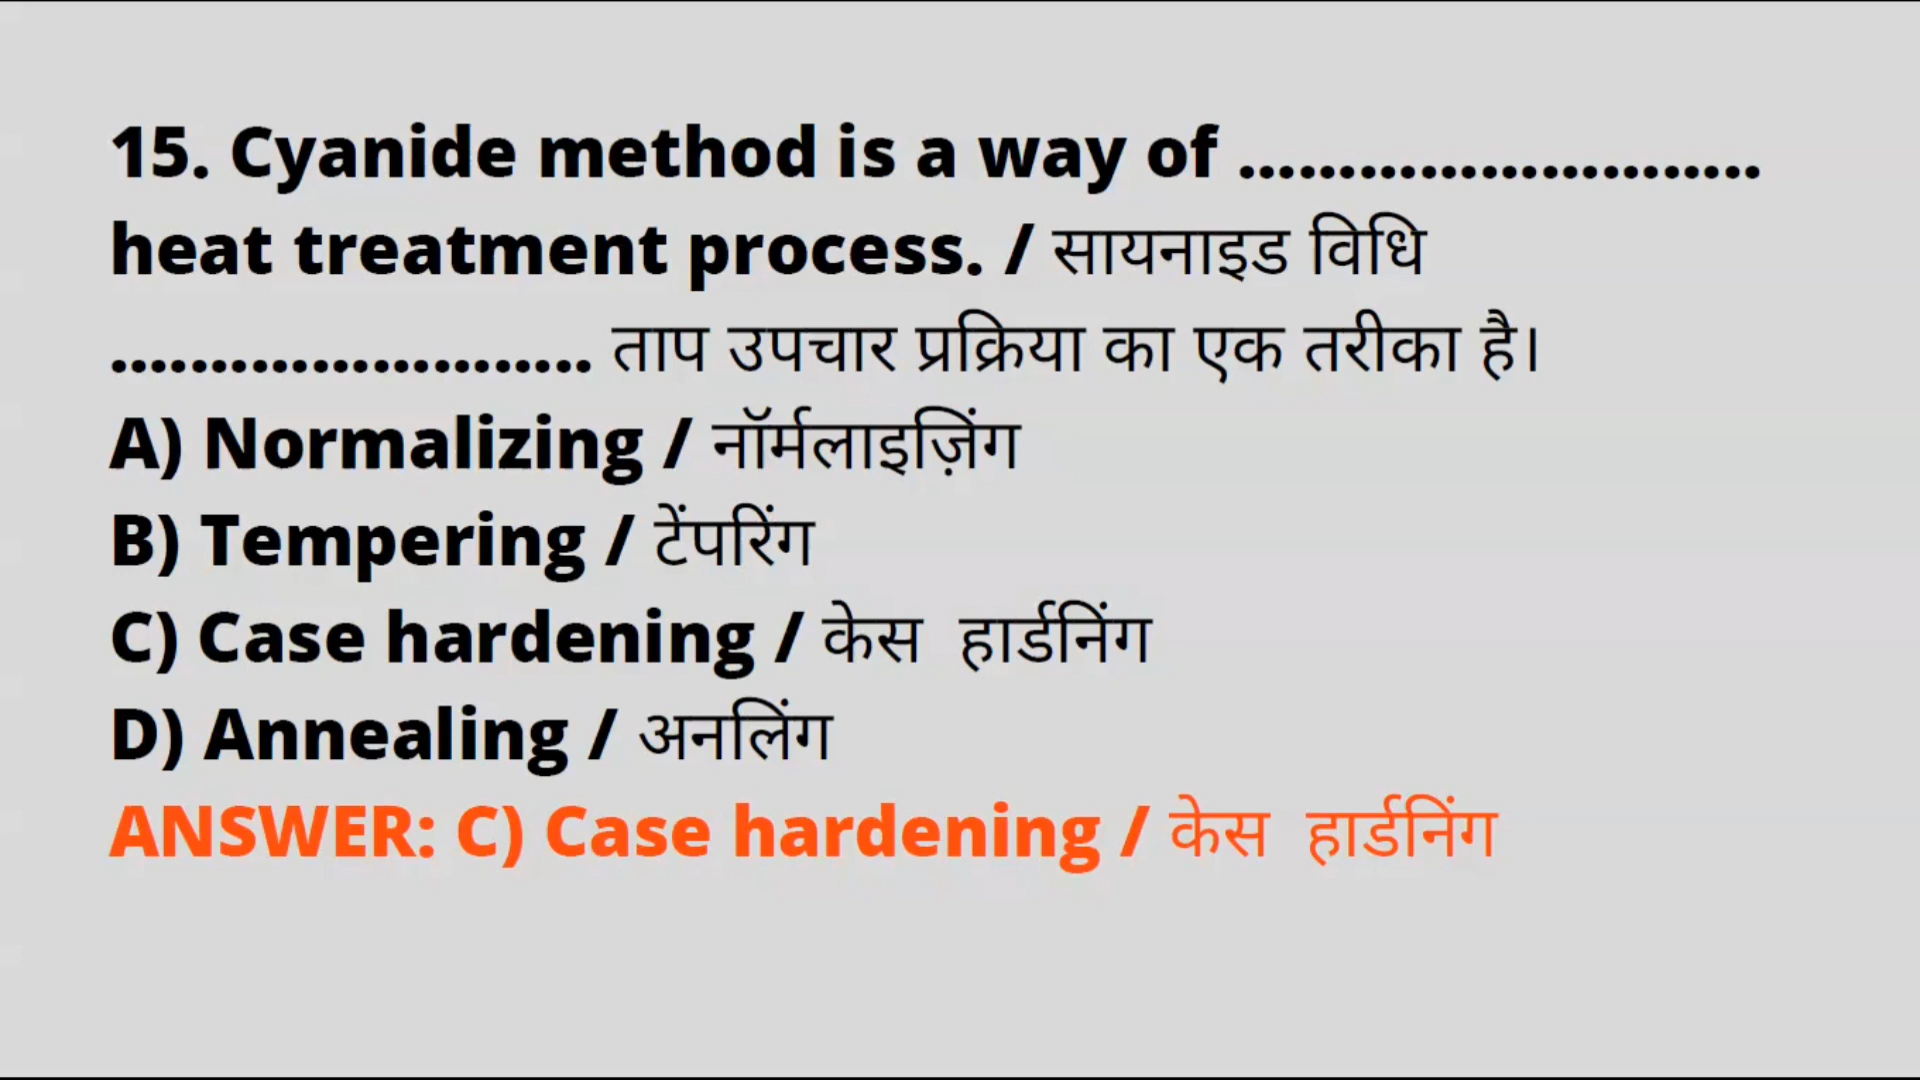 15. Cyanide method is a way of ..........................
heat treatment process. / सायनाइड विधि
........................ ताप उपचार प्रक्रिया का एक तरीका है।
A) Normalizing / नॉर्मलाइज़िंग
B) Tempering / टेंपरिंग
C) Case hardening / केस  हार्डनिंग
D) Annealing / अनलिंग
ANSWER: C) Case hardening / केस  हार्डनिंग